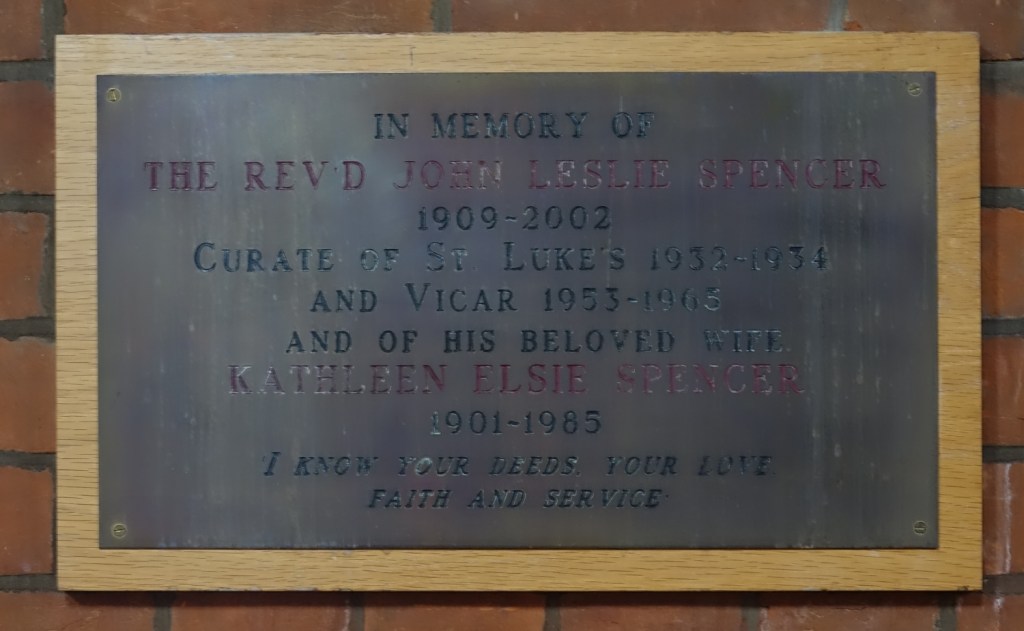 IN MEMORY OF
THE REV'D JOHN LESLIE SPENCER
1909-2002
CURATE OF ST LUKE'S 1932-1934
AND VICAR 1953-1965
AND OF HIS BELOVED WIFE
KATHLEEN ELSIE SPENCER
1901-1985
'I KNOW YOUR DEEDS, YOUR LOVE
FAITH AND SERVICE'